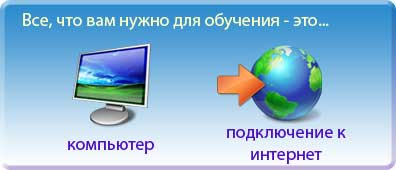 Все, что вам нужно для обучения - это...
компьютер
подключение к
интернет